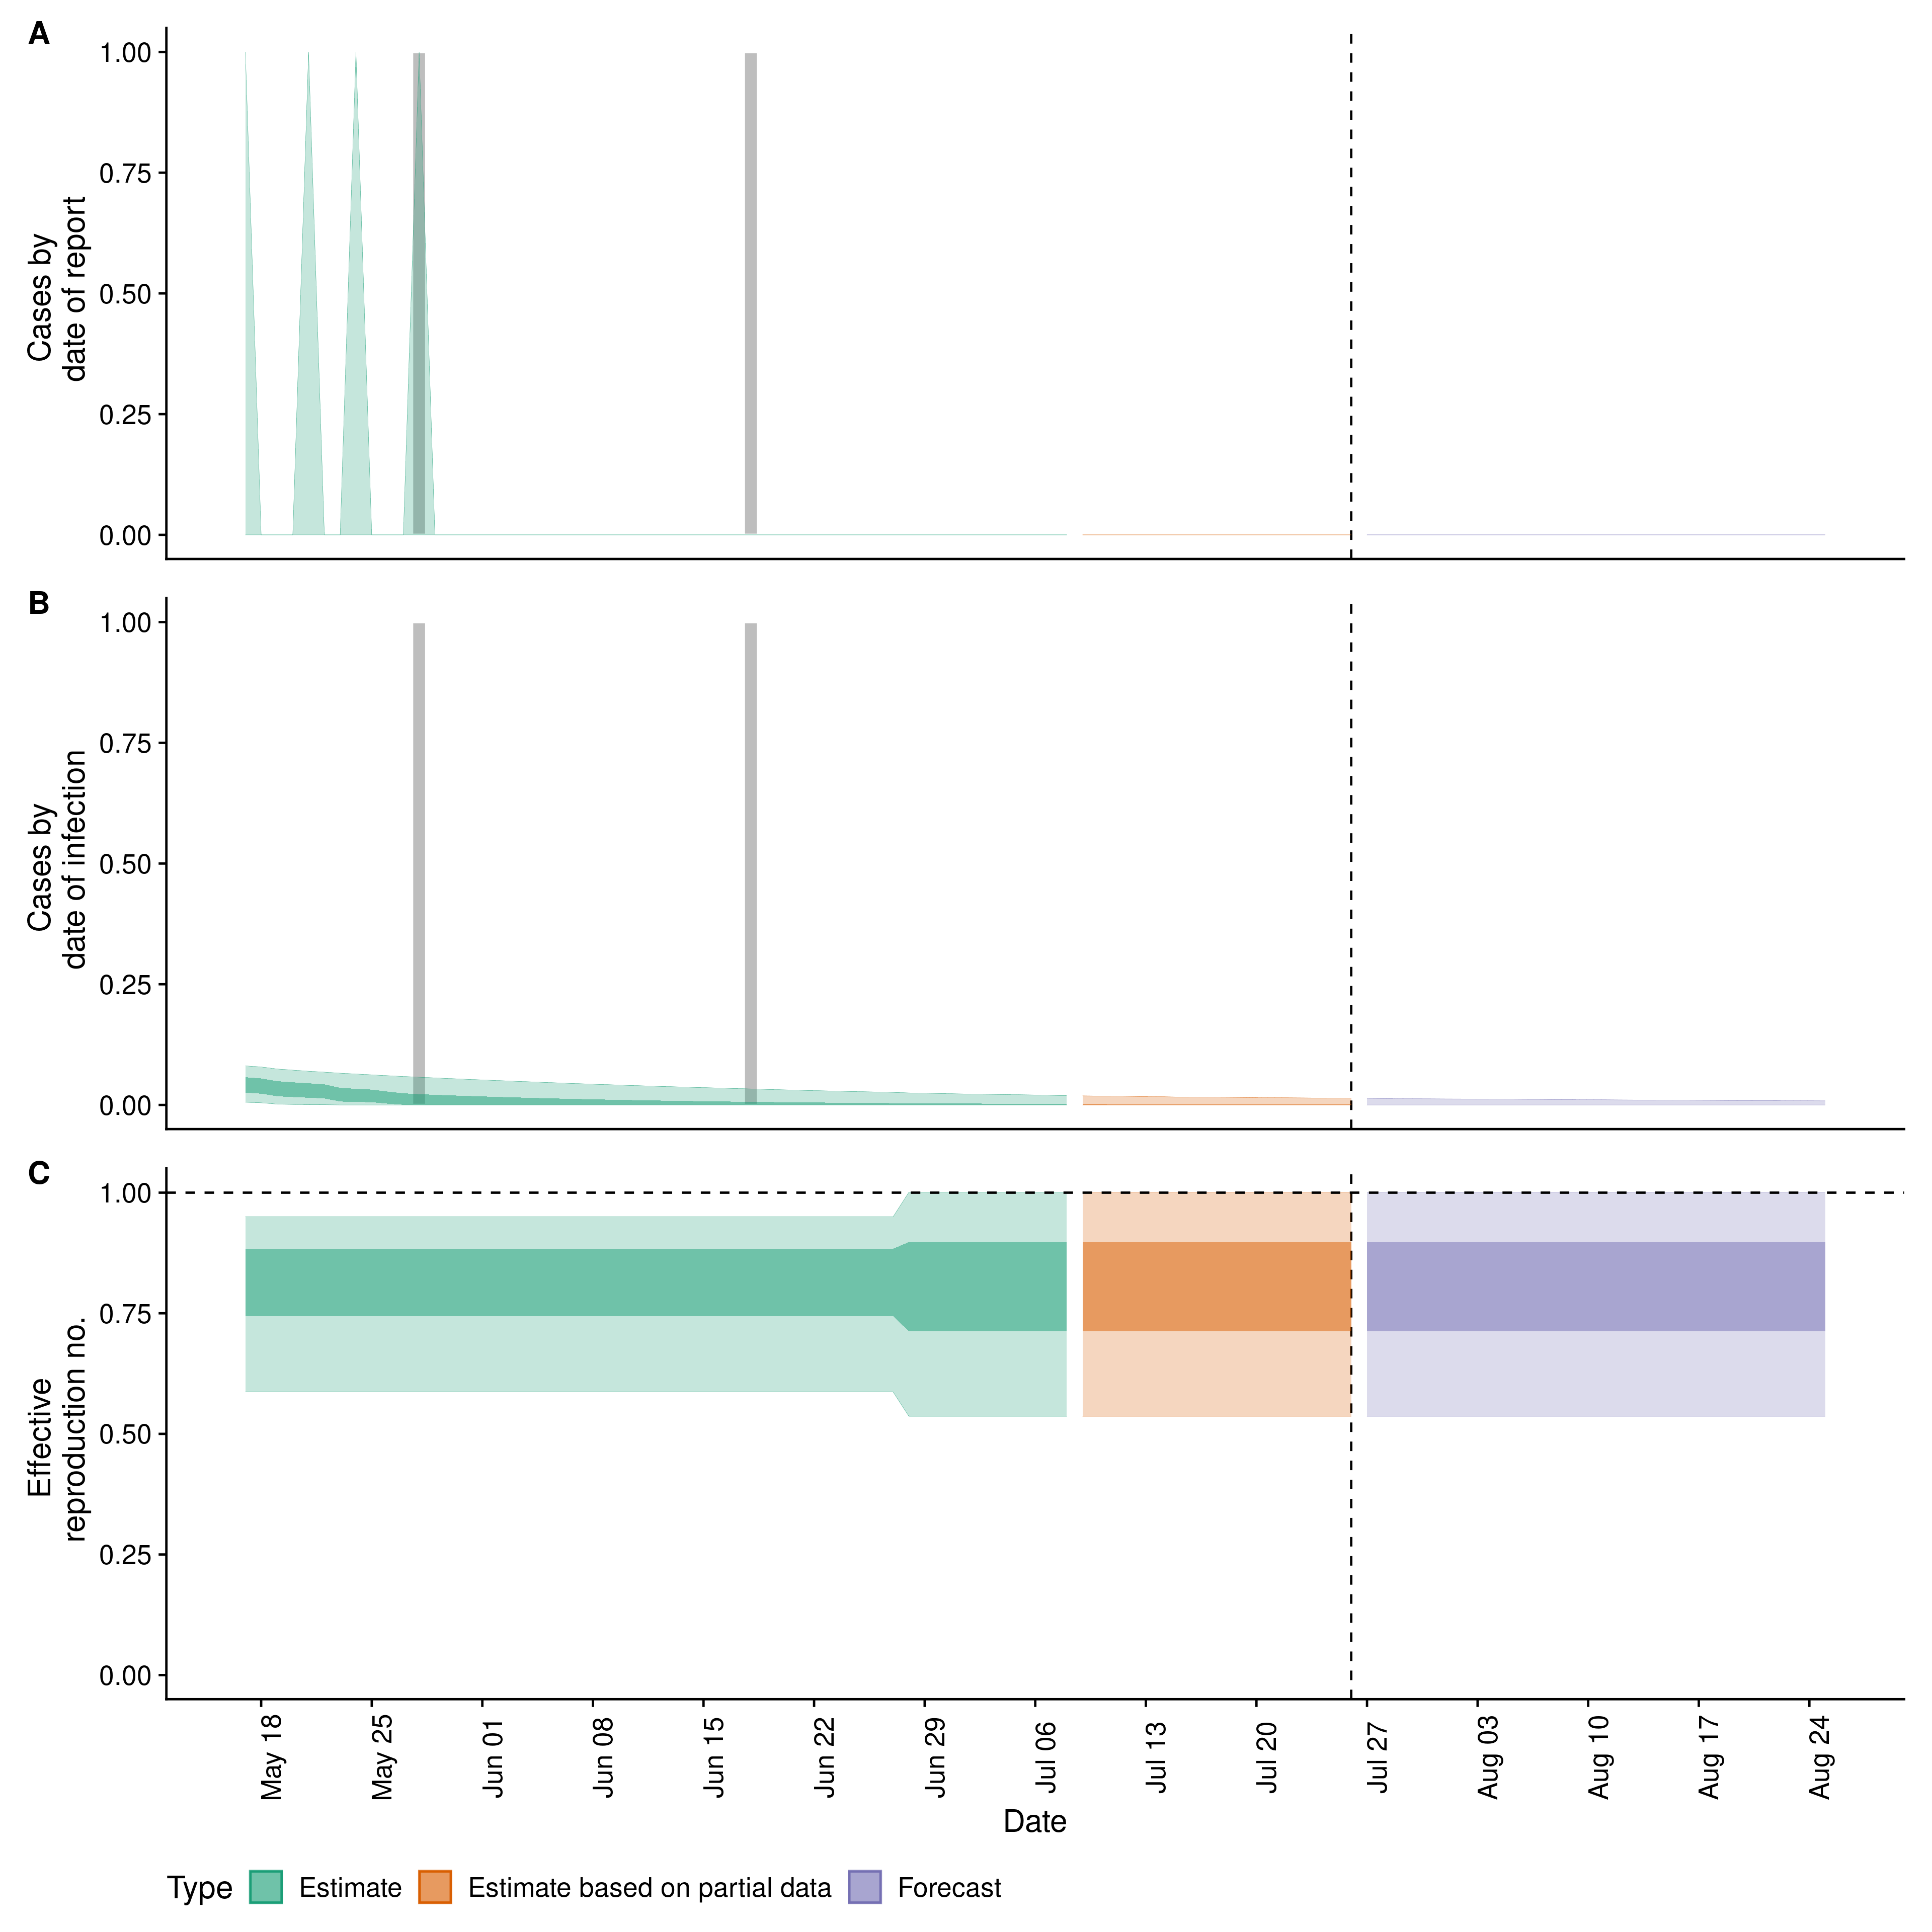 A
1.00
0.75
0.50
0.25
0.00
Cases by
date of report
B
1.00
0.75
0.50
0.25
0.00
Cases by
date of infection
C
1.00
0.75
0.50
0.25
0.00
Effective
reproduction no.
May 18
May 25
Jun 01
Jun 08
Jun 15
Jun 22
Jun 29
Jul 06
Jul 13
Jul 20
Jul 27
Aug 03
Aug 10
Aug 17
Aug 24
Date
Type Estimate Estimate based on partial data Forecast